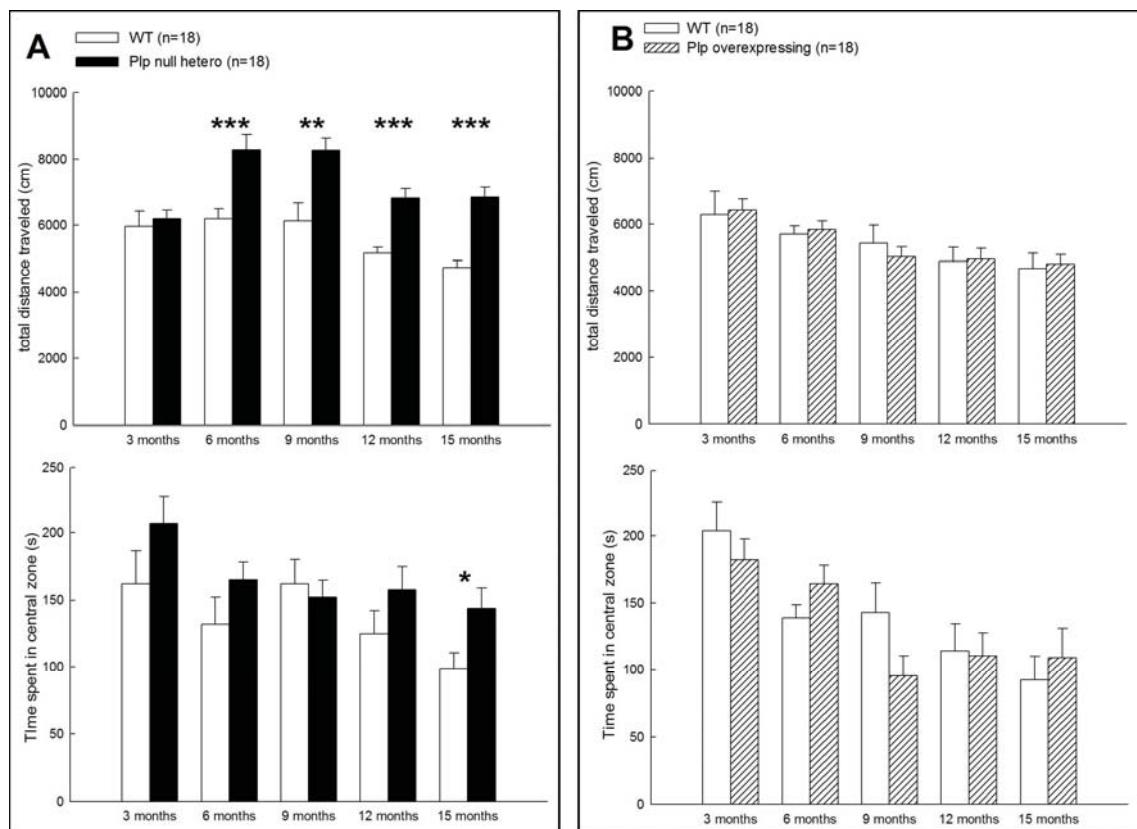 A
WT (n=18)
Plp null hetero (n=18)
total distance traveled (cm)
10000
8000
6000
4000
2000
0
*** ** *** ***
3 months 6 months 9 months 12 months 15 months
TIme spent in central zone (s)
250
200
150
100
50
0
*
3 months 6 months 9 months 12 months 15 months
B
WT (n=18)
Plp overexpressing (n=18)
total distance traveled (cm)
10000
8000
6000
4000
2000
0
3 months 6 months 9 months 12 months 15 months
Time spent in central zone (s)
250
200
150
100
50
0
3 months 6 months 9 months 12 months 15 months